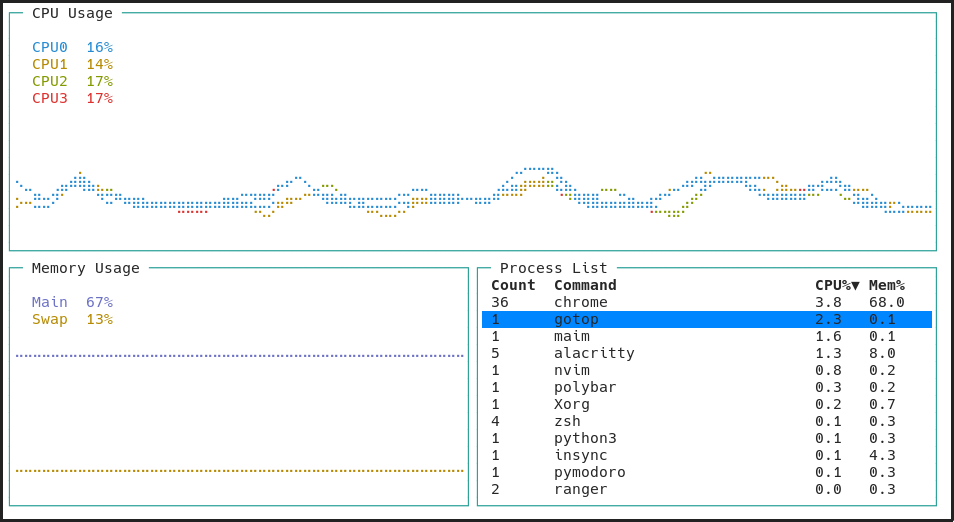 CPU Usage
CPU0 16%
CPU1 14%
CPU2 17%
CPU3 17%
Memory Usage
Main 67%
Swap 13%
Process List
Count Command CPU%▼ Mem%
36 chrome 3.8 68.0
1 gotop 2.3 0.1
1 maim 1.6 0.1
5 alacritty 1.3 8.0
1 nvim 0.8 0.2
1 polybar 0.3 0.2
1 Xorg 0.2 0.7
4 zsh 0.1 0.3
1 python3 0.1 0.3
1 insync 0.1 4.3
1 pymodoro 0.1 0.3
2 ranger 0.0 0.3